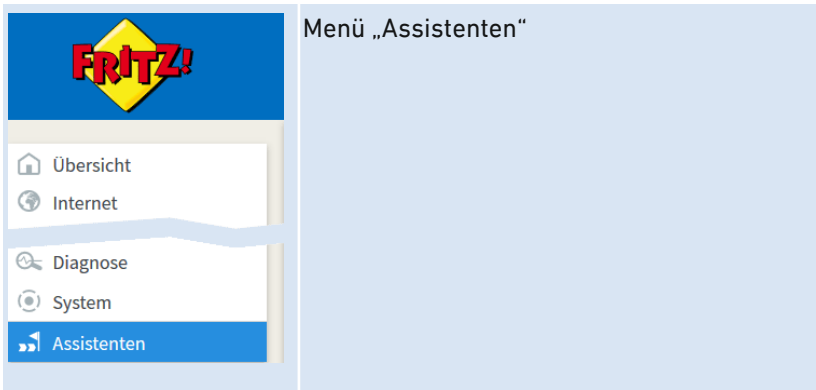 FRITZ!
Menü „Assistenten“
Übersicht
Internet
Diagnose
System
Assistenten